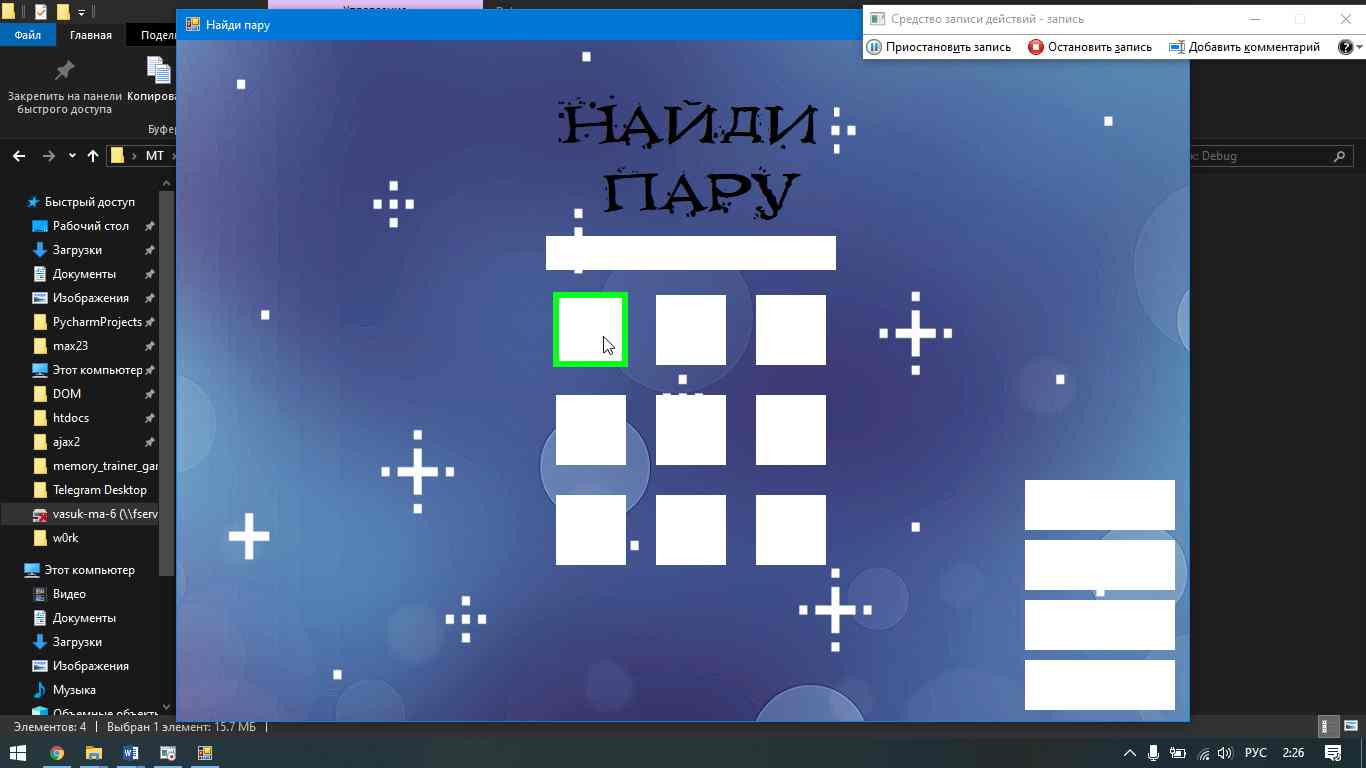 Управление
Найди пару
Средство записи действий - запись
Приостановить запись
Остановить запись
Добавить комментарий
Файл
Главная
Закрепить на панели
быстрого доступа
МТ
: Debug
НАЙДИ
ПАРУ
Быстрый доступ
Рабочий стол
Загрузки
Документы
Изображения
PycharmProjects
max23
Этот компьютер
DOM
htdocs
ajax2
memory_trainer_gar
Telegram Desktop
vasuk-ma-6 (\\fserv
w0rk
Этот компьютер
Видео
Документы
Загрузки
Изображения
Музыка
Объемные объекты
Элементов: 4
Выбран 1 элемент: 15.7 МБ
РУС
2:26